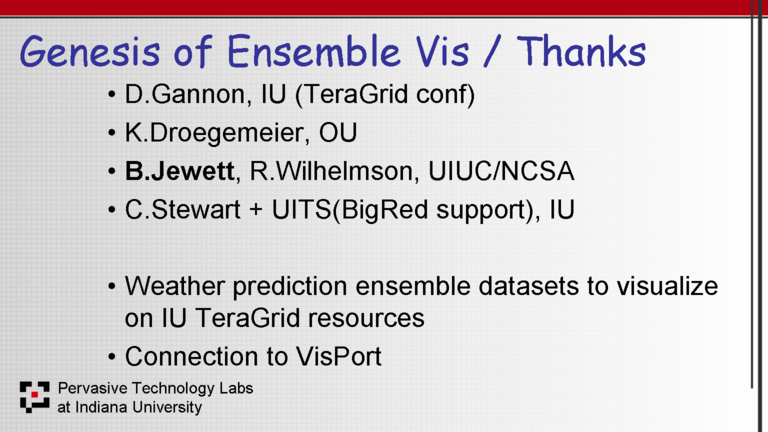 Genesis of Ensemble Vis / Thanks
• D.Gannon, IU (TeraGrid conf)
• K.Droegemeier, OU
• B.Jewett, R.Wilhelmson, UIUC/NCSA
• C.Stewart + UITS(BigRed support), IU
• Weather prediction ensemble datasets to visualize
on IU TeraGrid resources
• Connection to VisPort
Pervasive Technology Labs
at Indiana University